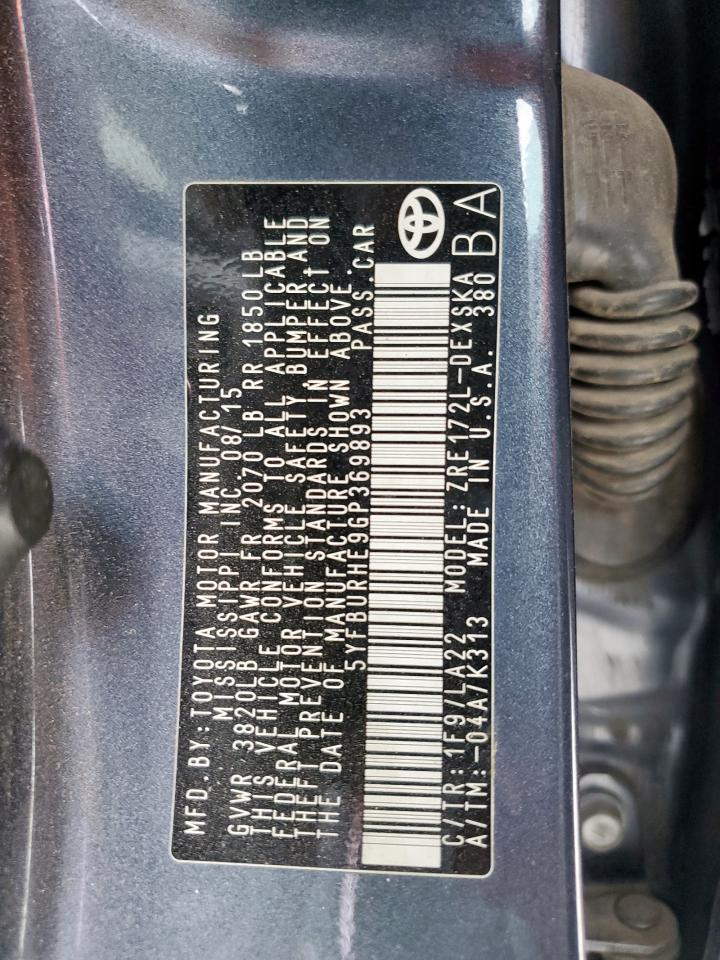 MFD.BY:TOYOTA MOTOR MANUFACTURING
MISSISSIPPI INC.08/15
GVWR 3820LB GAWR FR 2070 LB RR 1850 LB
THIS VEHICLE CONFORMS TO ALL APPLICABLE
FEDERAL MOTOR VEHICLE SAFETY, BUMPER AND
THEFT PREVENTION STANDARDS IN EFFECT ON
THE DATE OF MANUFACTURE SHOWN ABOVE.
5YFBURHE9GP369893 PASS.CAR
C/TR:1F9/LA22 MODEL:ZRE172L-DEXSKA
A/TM:-04A/K313 MADE IN U.S.A. 380
BA